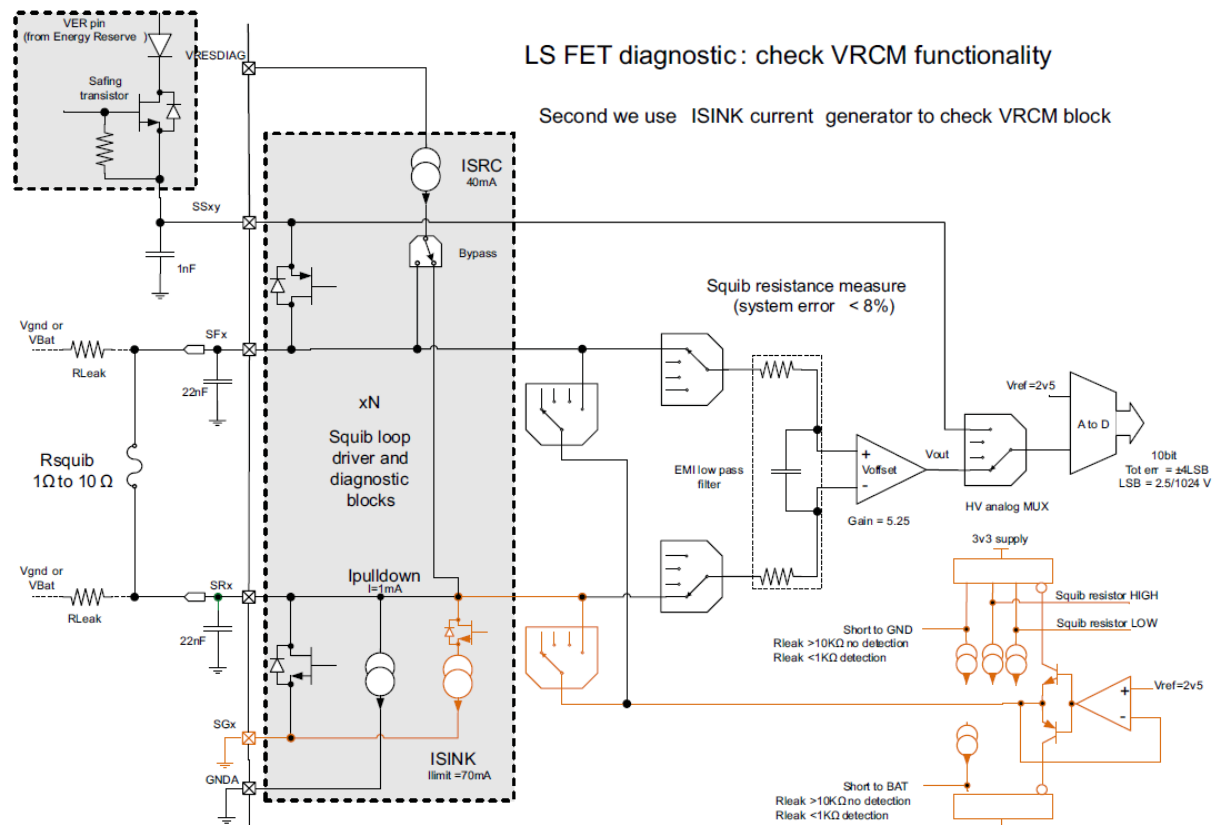 VER pin
(from Energy Reserve )
VRESDIAG
Safing
transistor
LS FET diagnostic: check VRCM functionality
Second we use ISINK current generator to check VRCM block
ISRC
40mA
SSxy
Bypass
1nF
Squib resistance measure
(system error < 8%)
Vgnd or
VBat
SFx
RLeak
22nF
xN
Squib loop
driver and
diagnostic
blocks
Rsquib
1Ω to 10 Ω
EMI low pass
filter
+
Voffset
-
Vout
Gain = 5.25
HV analog MUX
Vref=2v5
A to D
10bit
Tot err = ±4LSB
LSB = 2.5/1024 V
Vgnd or
VBat
SRx
RLeak
22nF
Ipulldown
I=1mA
3v3 supply
Squib resistor HIGH
Squib resistor LOW
Short to GND
Rleak >10KΩ no detection
Rleak <1KΩ detection
+
-
Vref=2v5
SGx
ISINK
Ilimit =70mA
GNDA
Short to BAT
Rleak >10KΩ no detection
Rleak <1KΩ detection